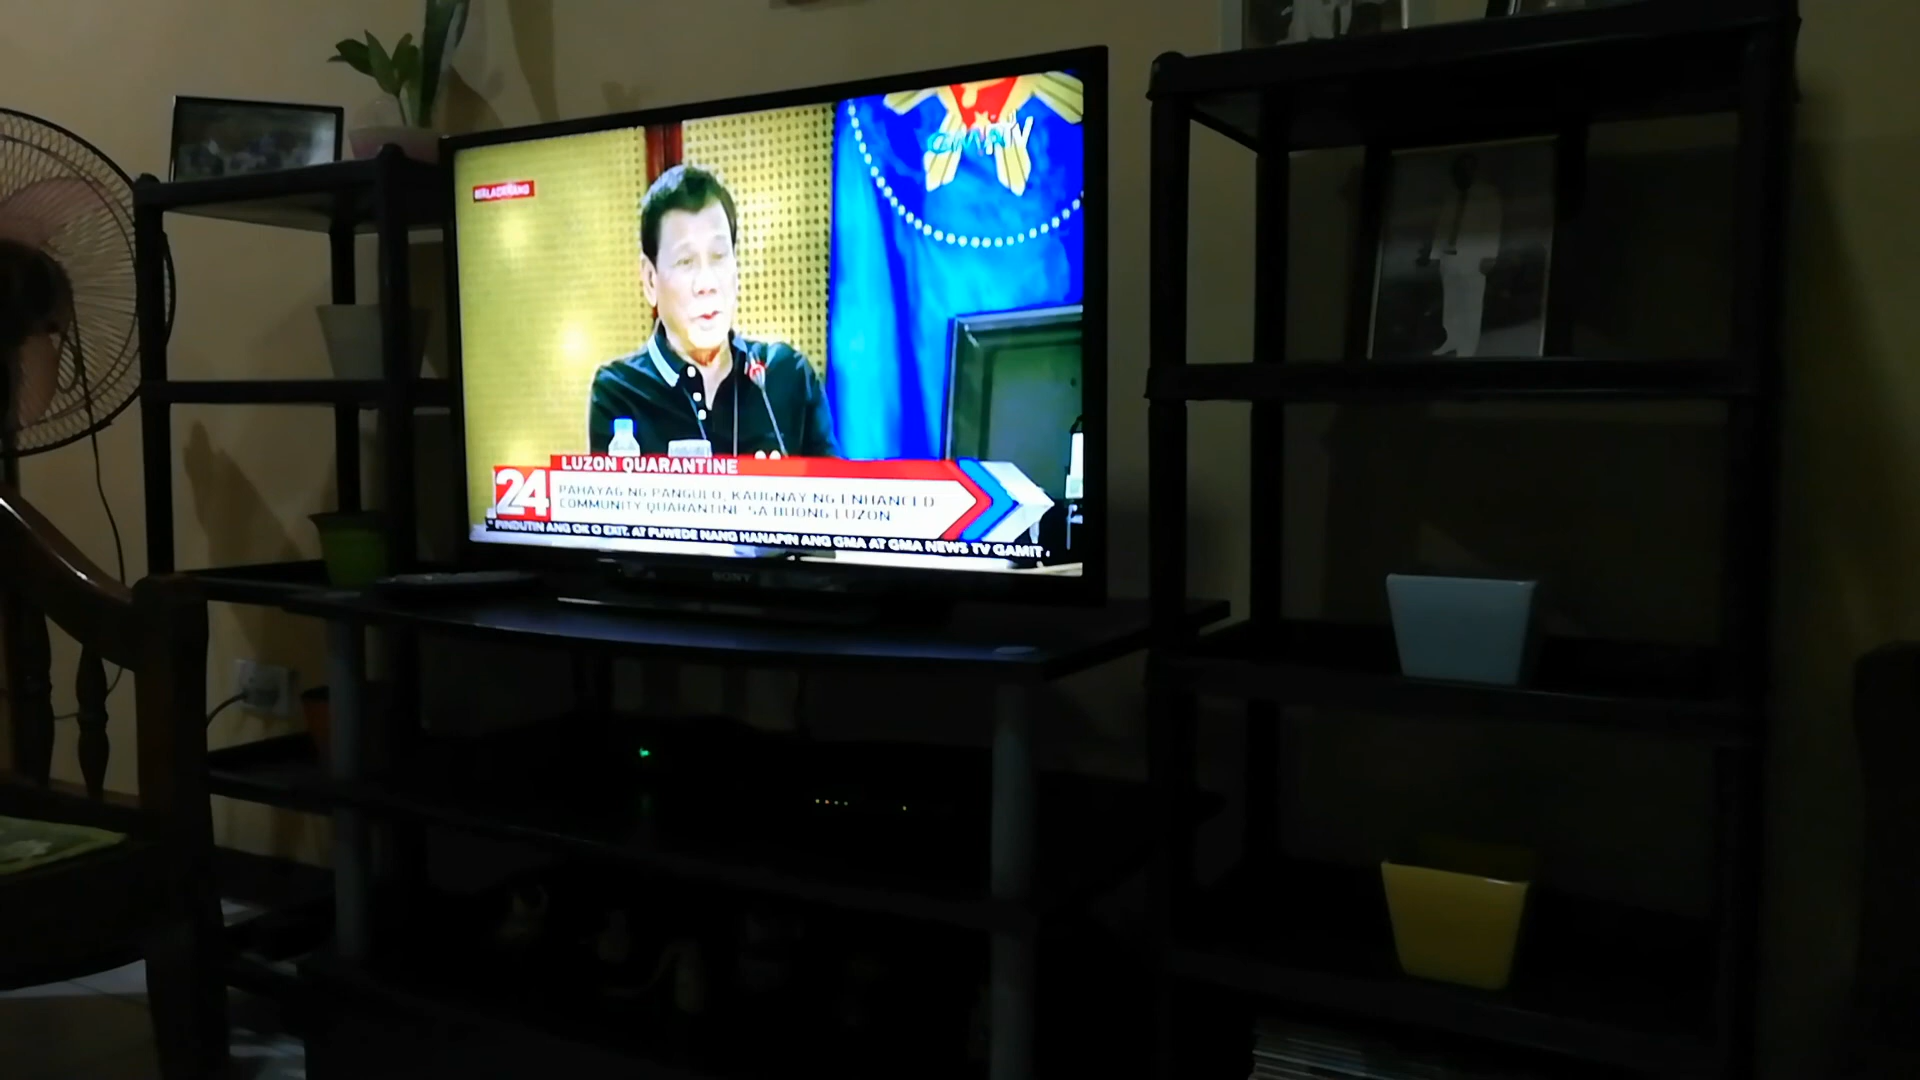 MALACAÑANG
GMA NEWS TV
LUZON QUARANTINE
24
PAHAYAG NG PANGULO, KAUGNAY NG ENHANCED
COMMUNITY QUARANTINE SA BUONG LUZON
PINDUTIN ANG OK O EXIT. AT PUWEDE NANG HANAPIN ANG GMA AT GMA NEWS TV GAMIT
SONY